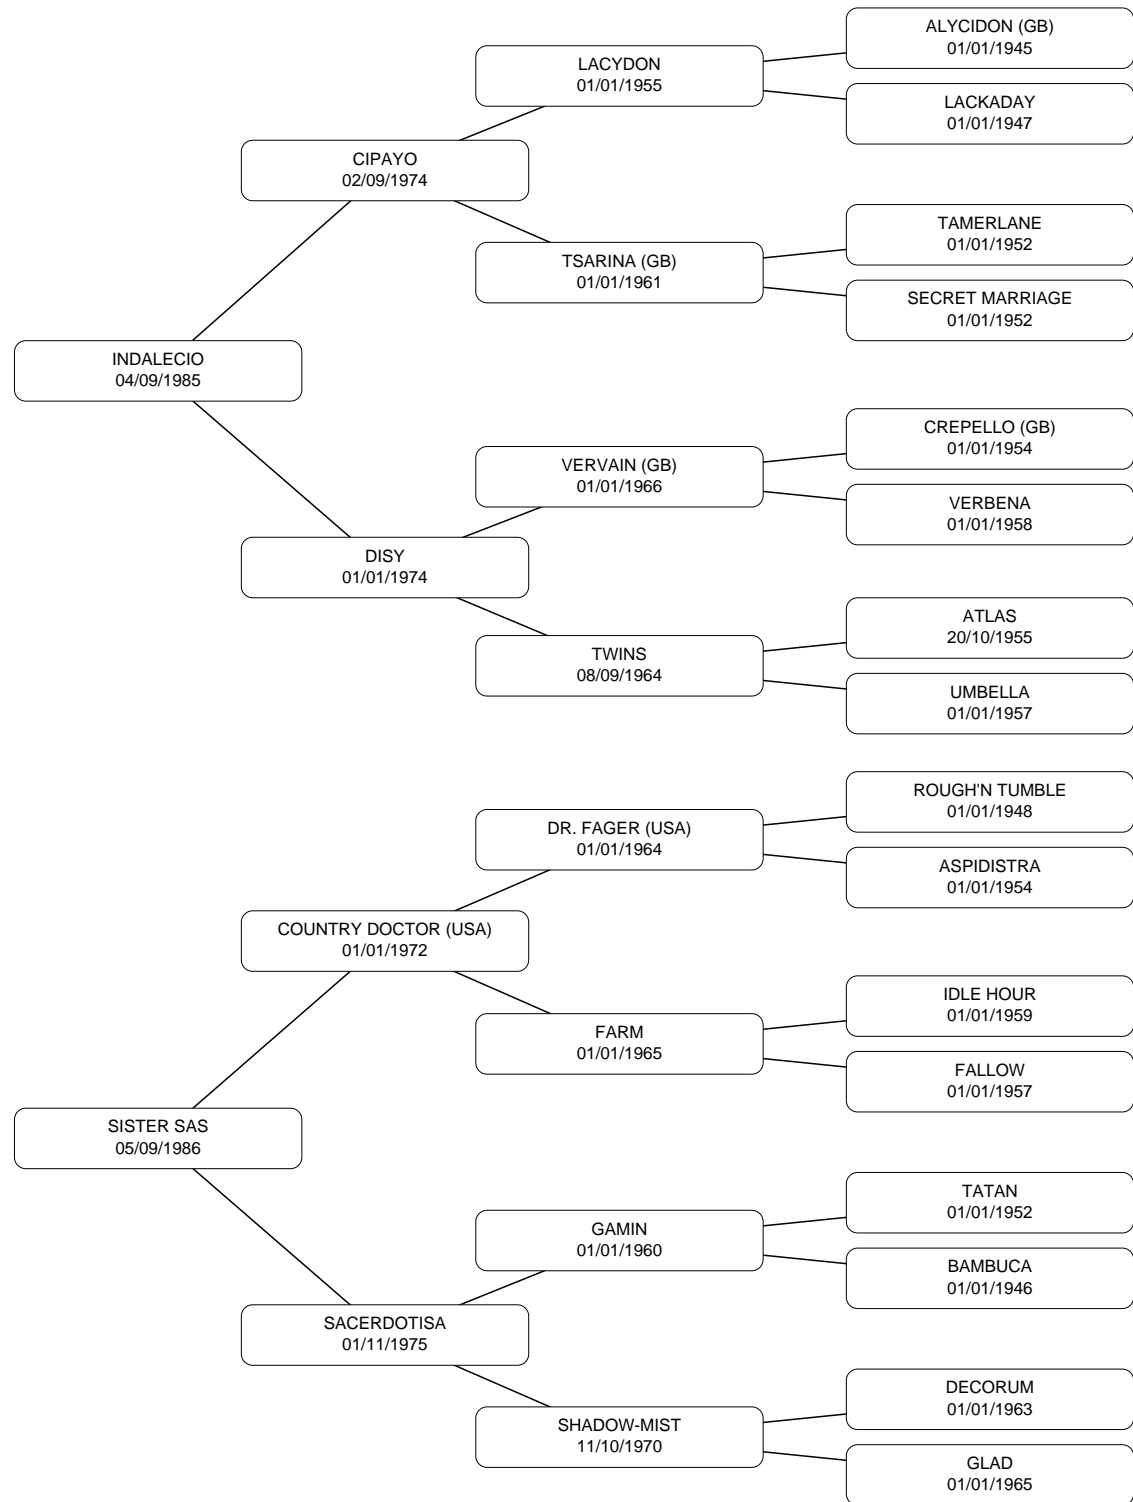 ALYCIDON (GB)
01/01/1945
LACYDON
01/01/1955
LACKADAY
01/01/1947
CIPAYO
02/09/1974
TAMERLANE
01/01/1952
TSARINA (GB)
01/01/1961
SECRET MARRIAGE
01/01/1952
INDALECIO
04/09/1985
CREPELLO (GB)
01/01/1954
VERVAIN (GB)
01/01/1966
VERBENA
01/01/1958
DISY
01/01/1974
ATLAS
20/10/1955
TWINS
08/09/1964
UMBELLA
01/01/1957
ROUGH'N TUMBLE
01/01/1948
DR. FAGER (USA)
01/01/1964
ASPIDISTRA
01/01/1954
COUNTRY DOCTOR (USA)
01/01/1972
IDLE HOUR
01/01/1959
FARM
01/01/1965
FALLOW
01/01/1957
SISTER SAS
05/09/1986
TATAN
01/01/1952
GAMIN
01/01/1960
BAMBUCA
01/01/1946
SACERDOTISA
01/11/1975
DECORUM
01/01/1963
SHADOW-MIST
11/10/1970
GLAD
01/01/1965